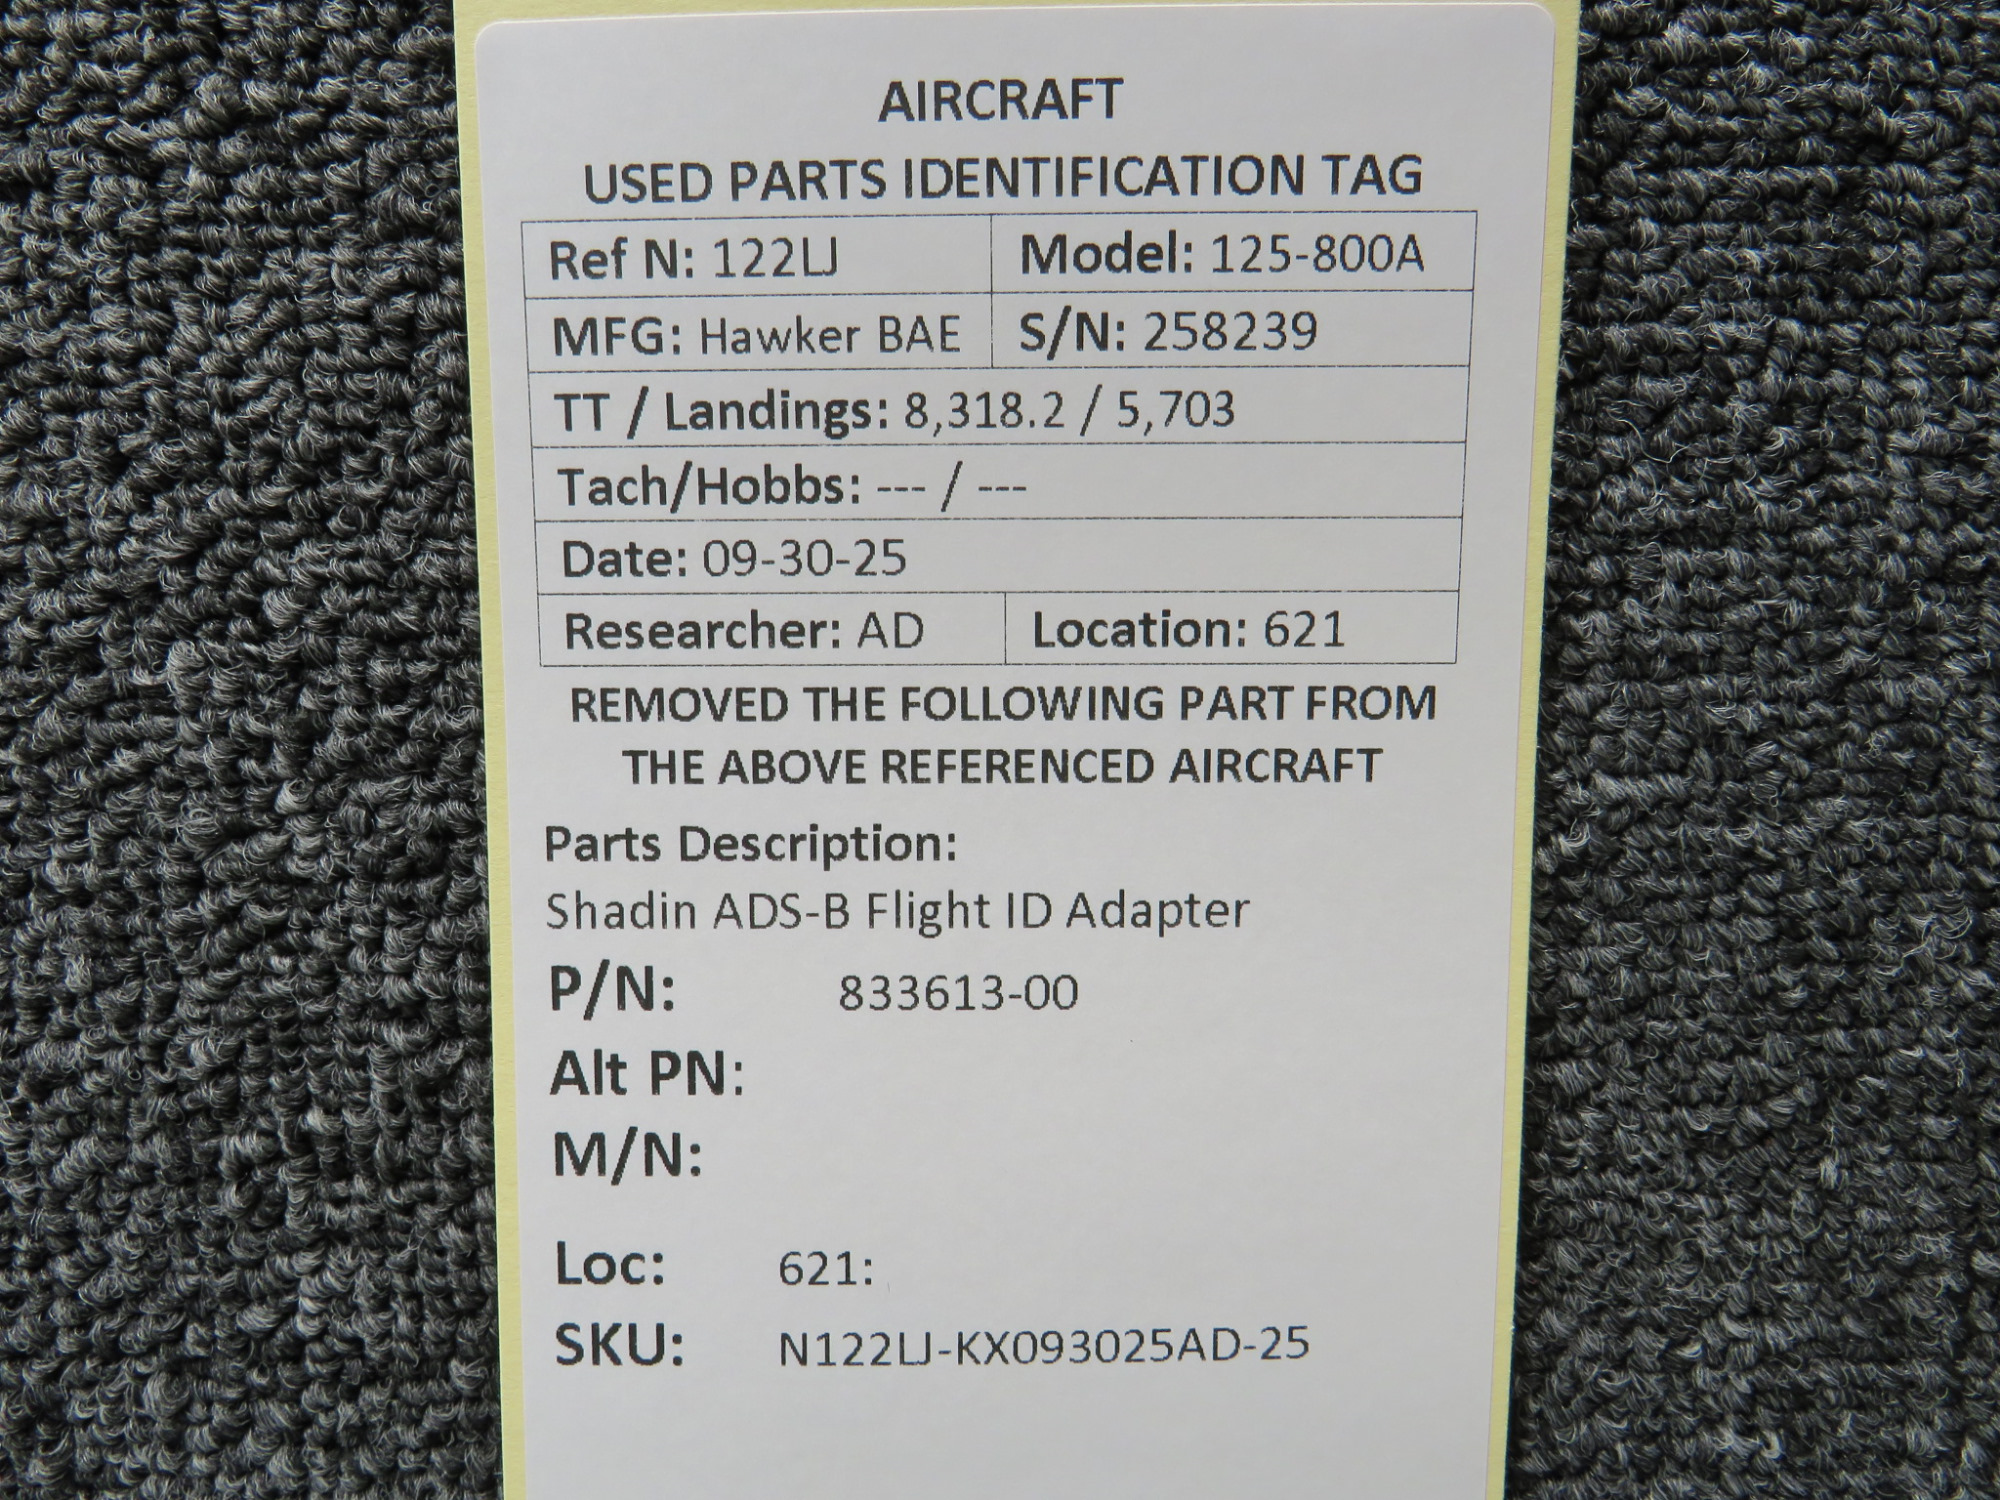 AIRCRAFT
USED PARTS IDENTIFICATION TAG
Ref N: 122LJ Model: 125-800A
MFG: Hawker BAE S/N: 258239
TT / Landings: 8,318.2 / 5,703
Tach/Hobbs: --- / ---
Date: 09-30-25
Researcher: AD Location: 621
REMOVED THE FOLLOWING PART FROM
THE ABOVE REFERENCED AIRCRAFT
Parts Description:
Shadin ADS-B Flight ID Adapter
P/N: 833613-00
Alt PN:
M/N:
Loc: 621:
SKU: N122LJ-KX093025AD-25